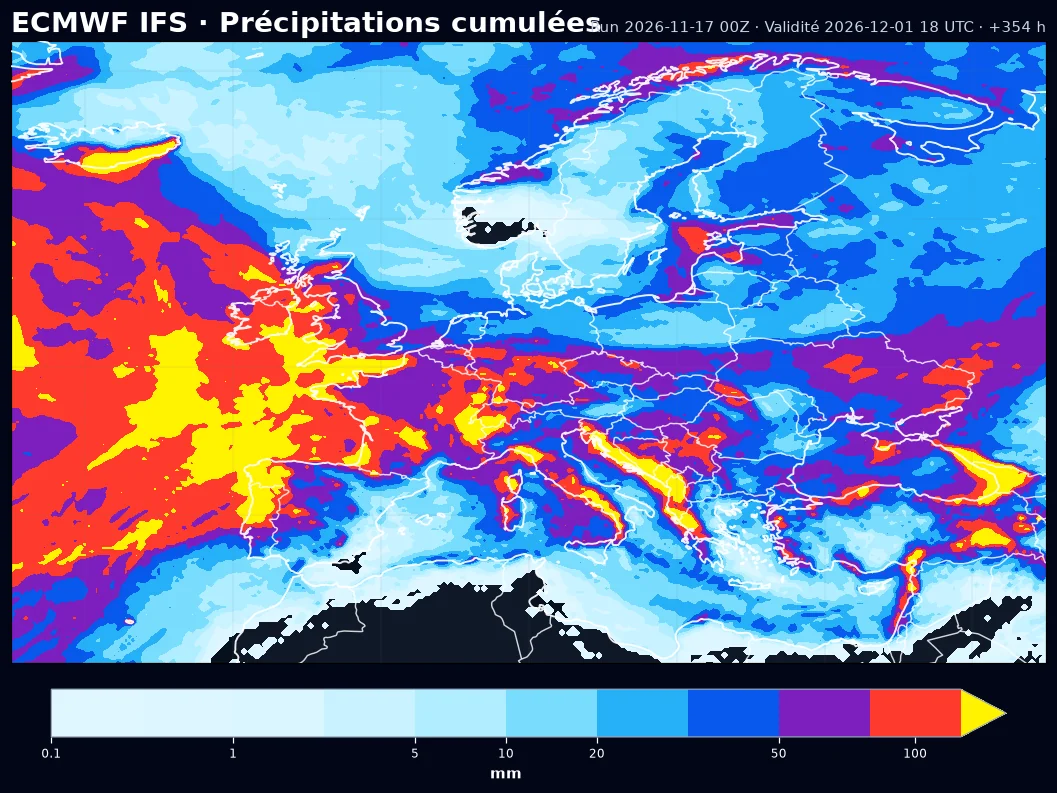 ECMWF IFS · Précipitations cumulées
Run 2026-11-17 00Z · Validité 2026-12-01 18 UTC · +354 h
0.1 1 5 10 20 50 100
mm